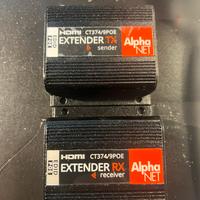 HDMI CT374/9POE
EXTENDER TX
sender
Alpha
NET
HDMI CT374/9POE
EXTENDER RX
receiver
Alpha
NET